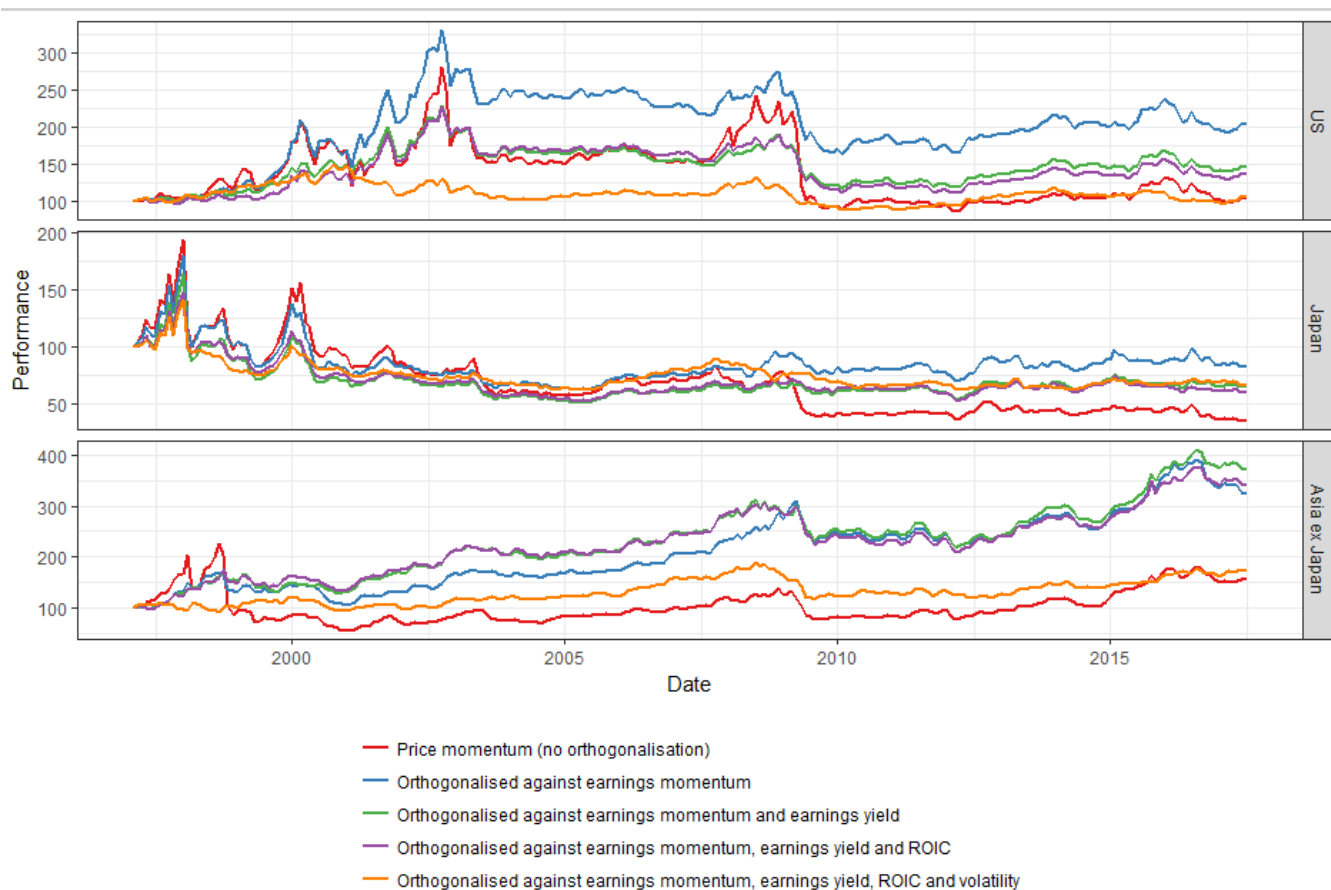 300
250
200
150
100
US
200
150
100
50
Japan
400
300
200
100
Asia ex Japan
Performance
2000
2005
2010
2015
Date
Price momentum (no orthogonalisation)
Orthogonalised against earnings momentum
Orthogonalised against earnings momentum and earnings yield
Orthogonalised against earnings momentum, earnings yield and ROIC
Orthogonalised against earnings momentum, earnings yield, ROIC and volatility